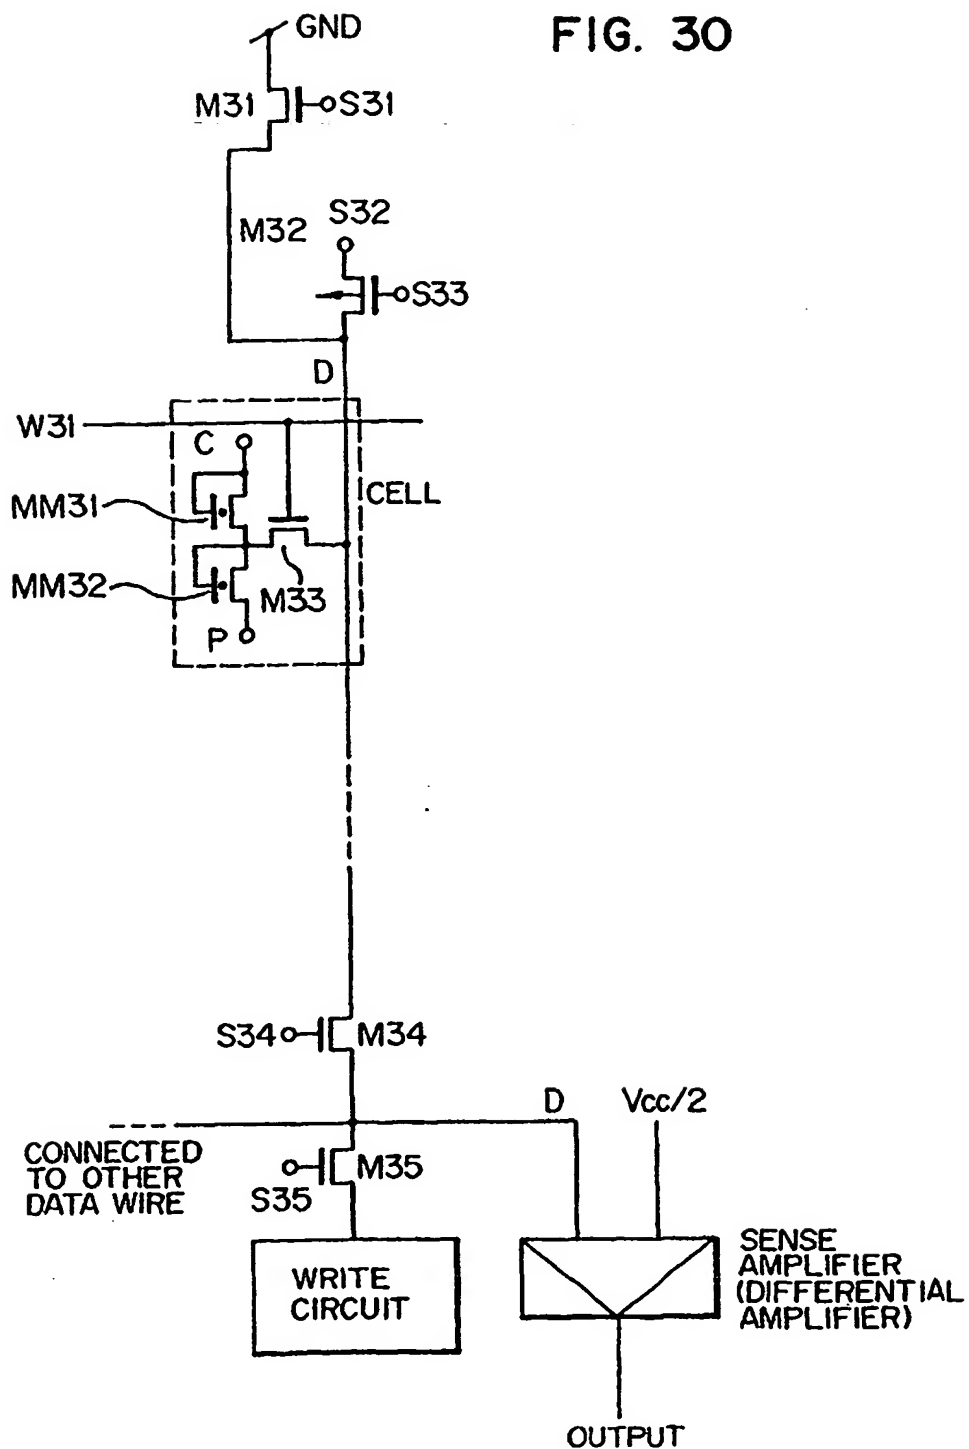 GND
FIG. 30
M31
S31
M32
S32
S33
D
W31
C
CELL
MM31
MM32
M33
P
S34
M34
D
Vcc/2
CONNECTED
TO OTHER
DATA WIRE
S35
M35
WRITE
CIRCUIT
SENSE
AMPLIFIER
(DIFFERENTIAL
AMPLIFIER)
OUTPUT